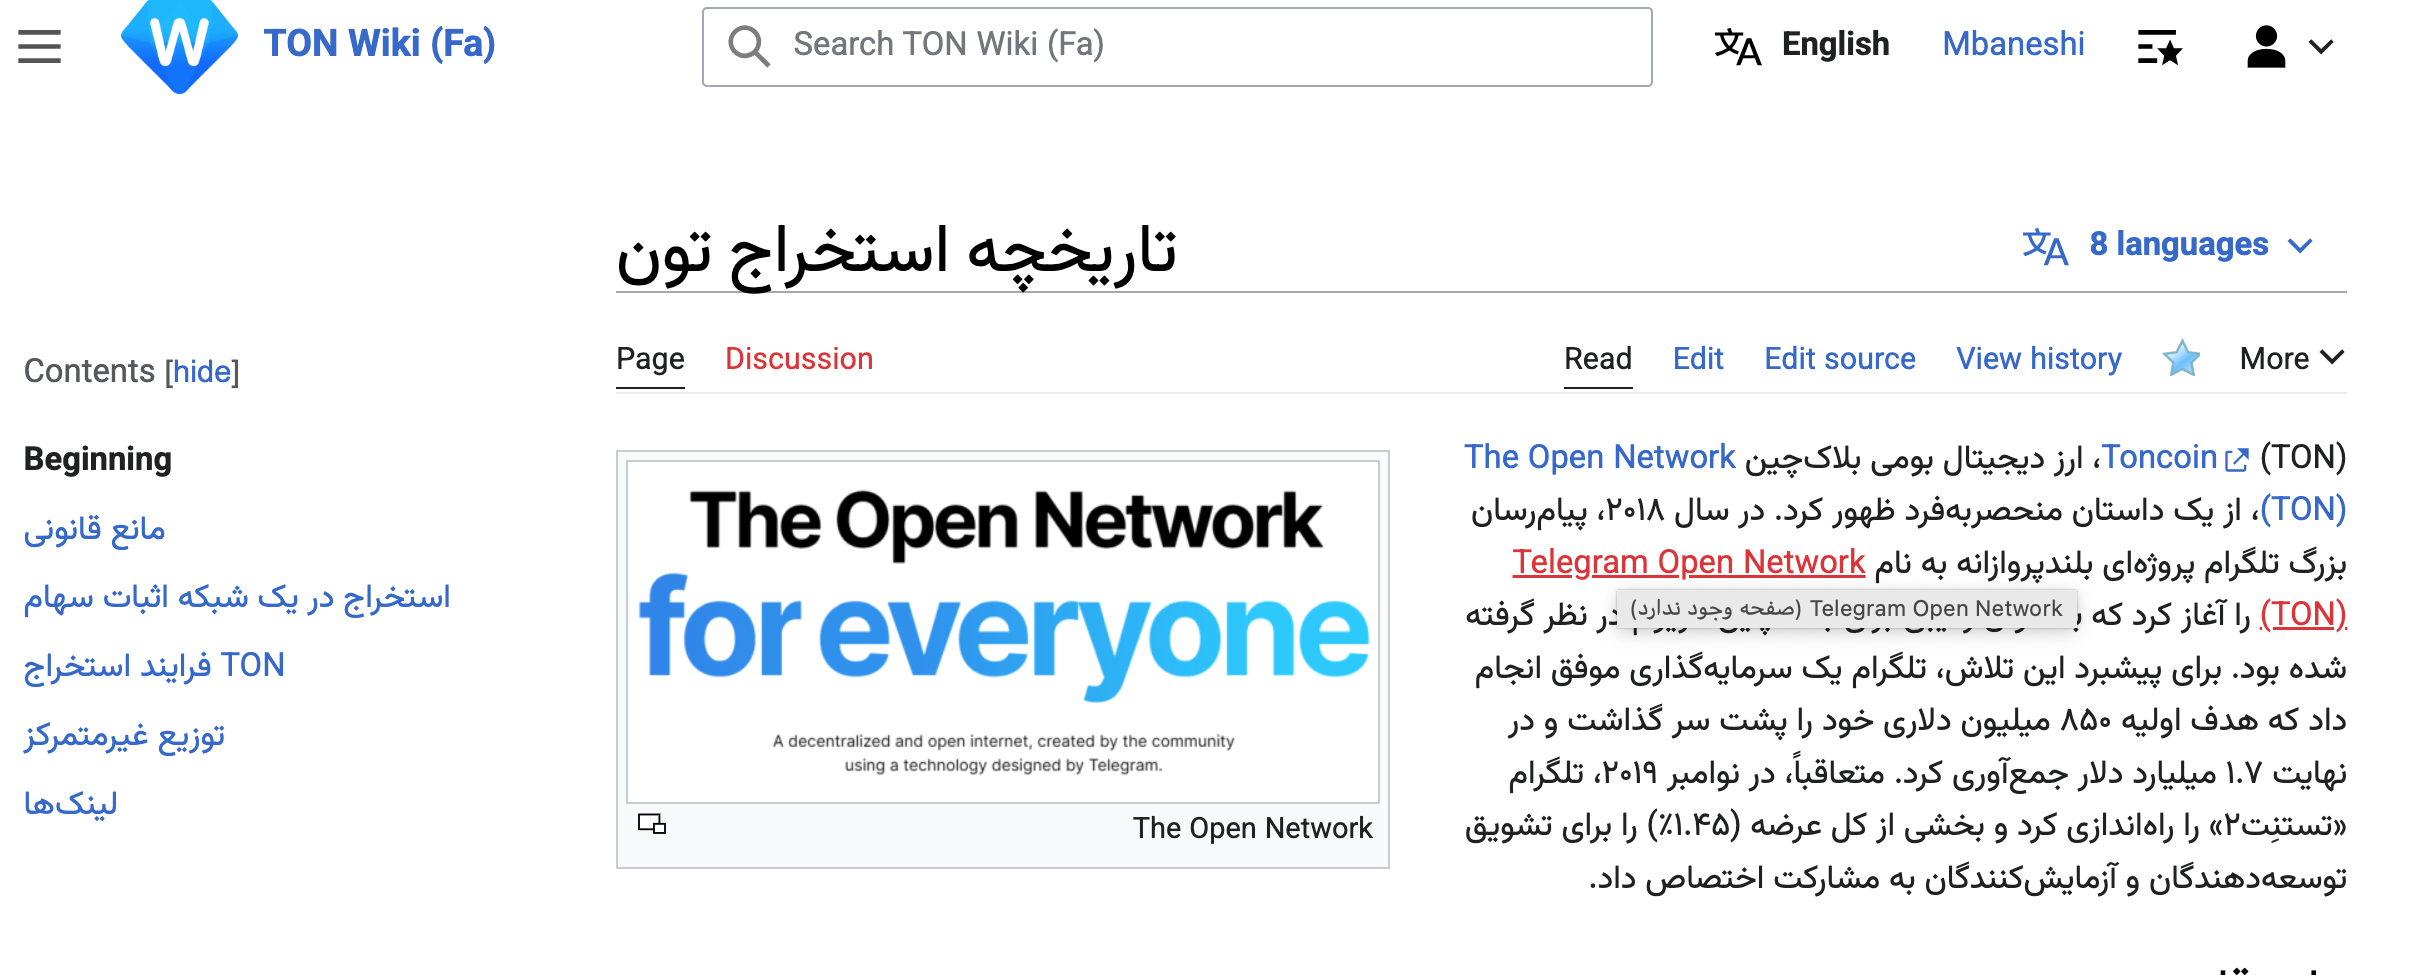 W TON Wiki (Fa)
Search TON Wiki (Fa)
English
Mbaneshi
تاریخچه استخراج تون
8 languages
Page
Discussion
Read
Edit
Edit source
View history
More
Contents [hide]
Beginning
مانع قانونی
استخراج در یک شبکه اثبات سهام
TON فرایند استخراج
توزیع غیرمتمرکز
لینک‌ها
The Open Network
for everyone
A decentralized and open internet, created by the community
using a technology designed by Telegram.
The Open Network
(TON) Toncoin، ارز دیجیتال بومی بلاک‌چین The Open Network
(TON)، از یک داستان منحصربه‌فرد ظهور کرد. در سال ۲۰۱۸، پیام‌رسان
بزرگ تلگرام پروژه‌ای بلندپروازانه به نام Telegram Open Network
(TON) را آغاز کرد که در نظر گرفته
Telegram Open Network (صفحه وجود ندارد)
شده بود. برای پیشبرد این تلاش، تلگرام یک سرمایه‌گذاری موفق انجام
داد که هدف اولیه ۸۵۰ میلیون دلاری خود را پشت سر گذاشت و در
نهایت ۱.۷ میلیارد دلار جمع‌آوری کرد. متعاقباً، در نوامبر ۲۰۱۹، تلگرام
«تستنِت۲» را راه‌اندازی کرد و بخشی از کل عرضه (۱.۴۵٪) را برای تشویق
توسعه‌دهندگان و آزمایش‌کنندگان به مشارکت اختصاص داد.